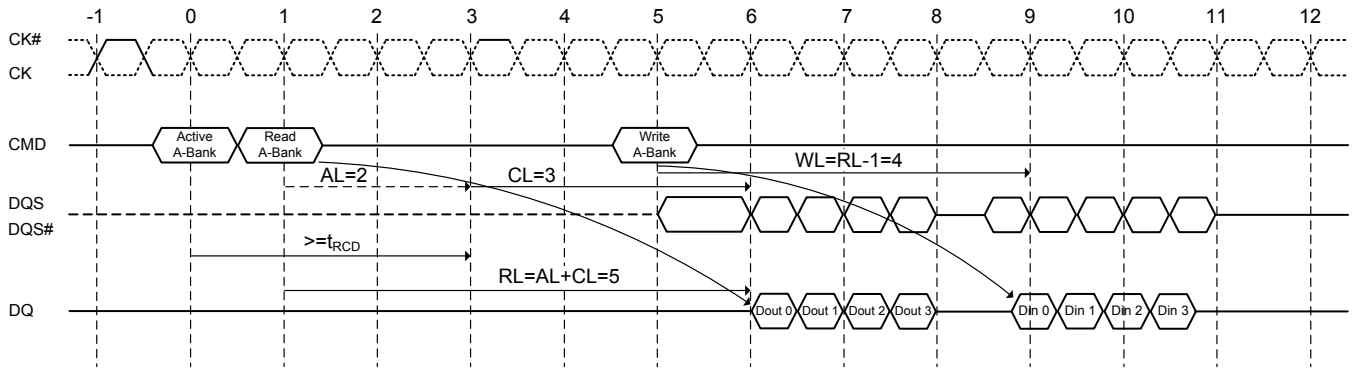 -1 0 1 2 3 4 5 6 7 8 9 10 11 12
CK#
CK
CMD
Active
A-Bank
Read
A-Bank
Write
A-Bank
WL=RL-1=4
AL=2
CL=3
DQS
DQS#
>=tRCD
RL=AL+CL=5
DQ
Dout 0 Dout 1 Dout 2 Dout 3
Din 0 Din 1 Din 2 Din 3